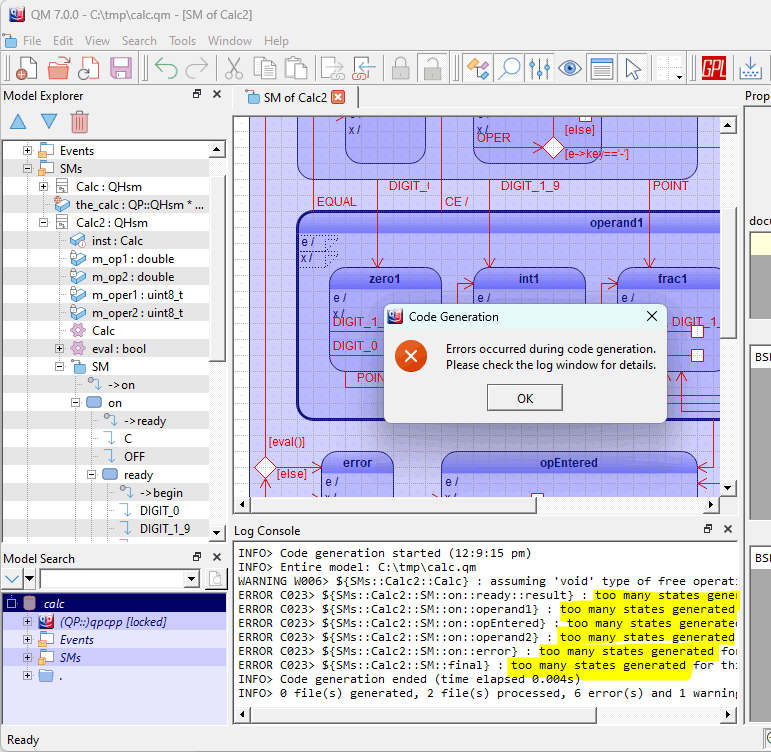 QM 7.0.0 - C:\tmp\calc.qm - [SM of Calc2]
File Edit View Search Tools Window Help
GPL
Model Explorer
Events
SMs
Calc : QHsm
the_calc : QP::QHsm * ...
Calc2 : QHsm
inst : Calc
m_op1 : double
m_op2 : double
m_oper1 : uint8_t
m_oper2 : uint8_t
Calc
eval : bool
SM
->on
on
->ready
C
OFF
ready
->begin
DIGIT_0
DIGIT_1_9
Model Search
calc
(QP::)qpcpp [locked]
Events
SMs
.
SM of Calc2
x /
x /
OPER
[else]
[e->key=='-']
EQUAL
DIGIT_0
CE /
DIGIT_1_9
POINT
operand1
e /
x /
zero1
e /
x /
DIGIT_1_
DIGIT_0
POIN
int1
e /
frac1
e /
DIGIT_1_
Code Generation
Errors occurred during code generation.
Please check the log window for details.
OK
[eval()]
[else]
error
e /
opEntered
e /
Log Console
INFO> Code generation started (12:9:15 pm)
INFO> Entire model: C:\tmp\calc.qm
WARNING W006> ${SMs::Calc2::Calc} : assuming 'void' type of free operati
ERROR C023> ${SMs::Calc2::SM::on::ready::result} : too many states gener
ERROR C023> ${SMs::Calc2::SM::on::operand1} : too many states generated
ERROR C023> ${SMs::Calc2::SM::on::opEntered} : too many states generated
ERROR C023> ${SMs::Calc2::SM::on::operand2} : too many states generated
ERROR C023> ${SMs::Calc2::SM::on::error} : too many states generated for
ERROR C023> ${SMs::Calc2::SM::final} : too many states generated for thi
INFO> Code generation ended (time elapsed 0.004s)
INFO> 0 file(s) generated, 2 file(s) processed, 6 error(s) and 1 warnin
Prop
docu
BS
BS
Ready